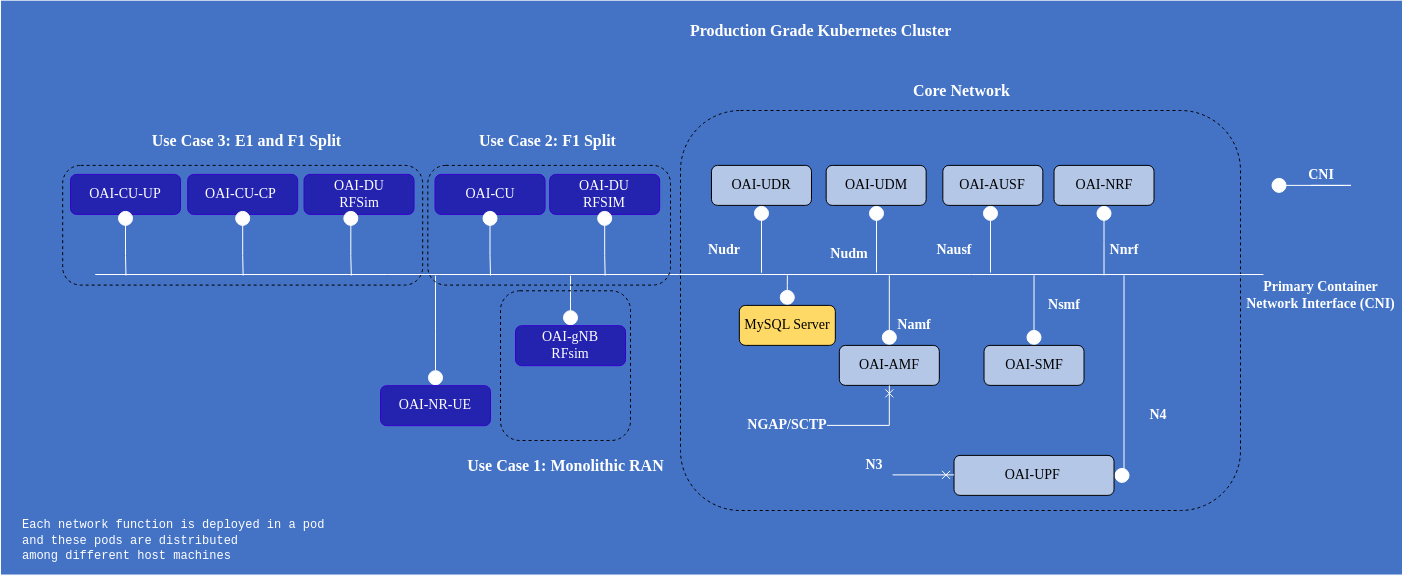 Production Grade Kubernetes Cluster
Core Network
Use Case 3: E1 and F1 Split
Use Case 2: F1 Split
OAI-CU-UP
OAI-CU-CP
OAI-DU
RFSim
OAI-CU
OAI-DU
RFSIM
OAI-UDR
OAI-UDM
OAI-AUSF
OAI-NRF
CNI
Nudr
Nudm
Nausf
Nnrf
Primary Container
Network Interface (CNI)
MySQL Server
Namf
Nsmf
OAI-gNB
RFsim
OAI-AMF
OAI-SMF
OAI-NR-UE
NGAP/SCTP
N4
Use Case 1: Monolithic RAN
N3
OAI-UPF
Each network function is deployed in a pod
and these pods are distributed
among different host machines